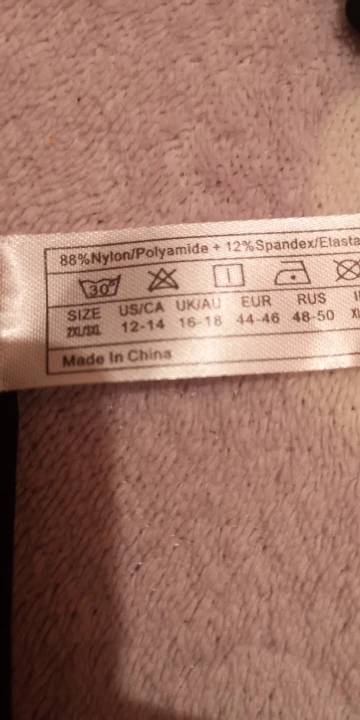 88%Nylon/Polyamide + 12%Spandex/Elasta
30°
SIZE US/CA UK/AU EUR RUS
2XL/3XL 12-14 16-18 44-46 48-50
Made In China